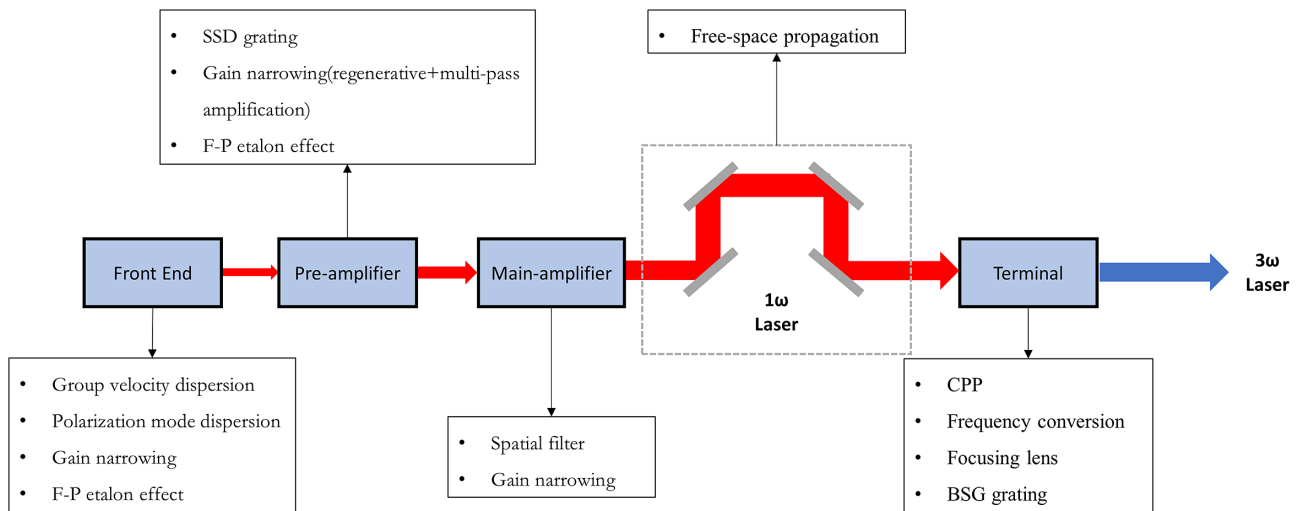 • SSD grating
• Gain narrowing(regenerative+multi-pass
amplification)
• F-P etalon effect
• Free-space propagation
Front End
Pre-amplifier
Main-amplifier
1ω
Laser
Terminal
3ω
Laser
• Group velocity dispersion
• Polarization mode dispersion
• Gain narrowing
• F-P etalon effect
• Spatial filter
• Gain narrowing
• CPP
• Frequency conversion
• Focusing lens
• BSG grating